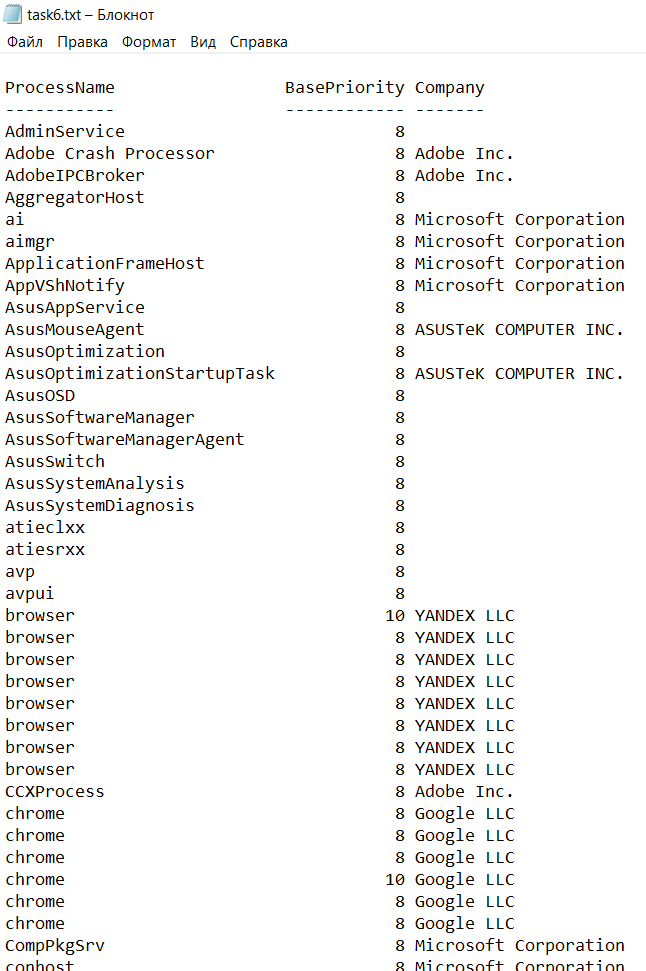 task6.txt – Блокнот
Файл Правка Формат Вид Справка
ProcessName BasePriority Company
----------- ------------ -------
AdminService 8
Adobe Crash Processor 8 Adobe Inc.
AdobeIPCBroker 8 Adobe Inc.
AggregatorHost 8
ai 8 Microsoft Corporation
aimgr 8 Microsoft Corporation
ApplicationFrameHost 8 Microsoft Corporation
AppVShNotify 8 Microsoft Corporation
AsusAppService 8
AsusMouseAgent 8 ASUSTeK COMPUTER INC.
AsusOptimization 8
AsusOptimizationStartupTask 8 ASUSTeK COMPUTER INC.
AsusOSD 8
AsusSoftwareManager 8
AsusSoftwareManagerAgent 8
AsusSwitch 8
AsusSystemAnalysis 8
AsusSystemDiagnosis 8
atieclxx 8
atiesrxx 8
avp 8
avpui 8
browser 10 YANDEX LLC
browser 8 YANDEX LLC
browser 8 YANDEX LLC
browser 8 YANDEX LLC
browser 8 YANDEX LLC
browser 8 YANDEX LLC
browser 8 YANDEX LLC
browser 8 YANDEX LLC
CCXProcess 8 Adobe Inc.
chrome 8 Google LLC
chrome 8 Google LLC
chrome 8 Google LLC
chrome 10 Google LLC
chrome 8 Google LLC
chrome 8 Google LLC
CompPkgSrv 8 Microsoft Corporation
conhost 8 Microsoft Corporation